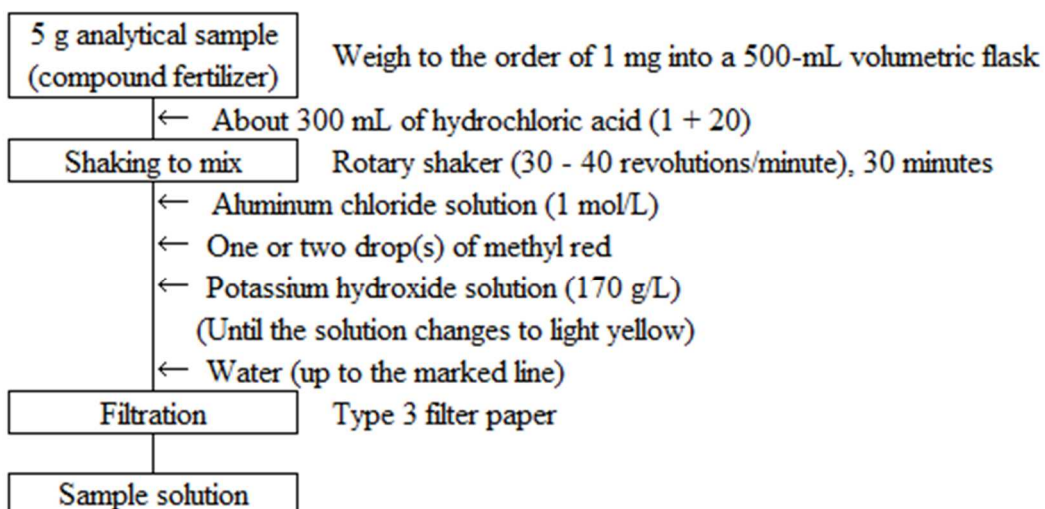 5 g analytical sample
(compound fertilizer)
Weigh to the order of 1 mg into a 500-mL volumetric flask
← About 300 mL of hydrochloric acid (1 + 20)
Shaking to mix
Rotary shaker (30 - 40 revolutions/minute), 30 minutes
← Aluminum chloride solution (1 mol/L)
← One or two drop(s) of methyl red
← Potassium hydroxide solution (170 g/L)
(Until the solution changes to light yellow)
← Water (up to the marked line)
Filtration
Type 3 filter paper
Sample solution